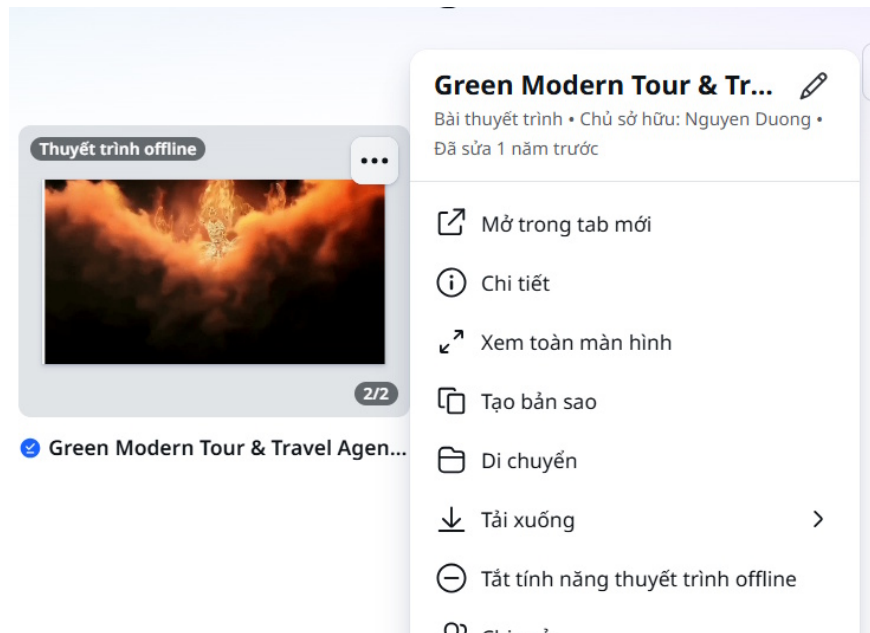 Thuyết trình offline
2/2
Green Modern Tour & Travel Agen...
Green Modern Tour & Tr...
Bài thuyết trình • Chủ sở hữu: Nguyen Duong •
Đã sửa 1 năm trước
Mở trong tab mới
Chi tiết
Xem toàn màn hình
Tạo bản sao
Di chuyển
Tải xuống
Tắt tính năng thuyết trình offline